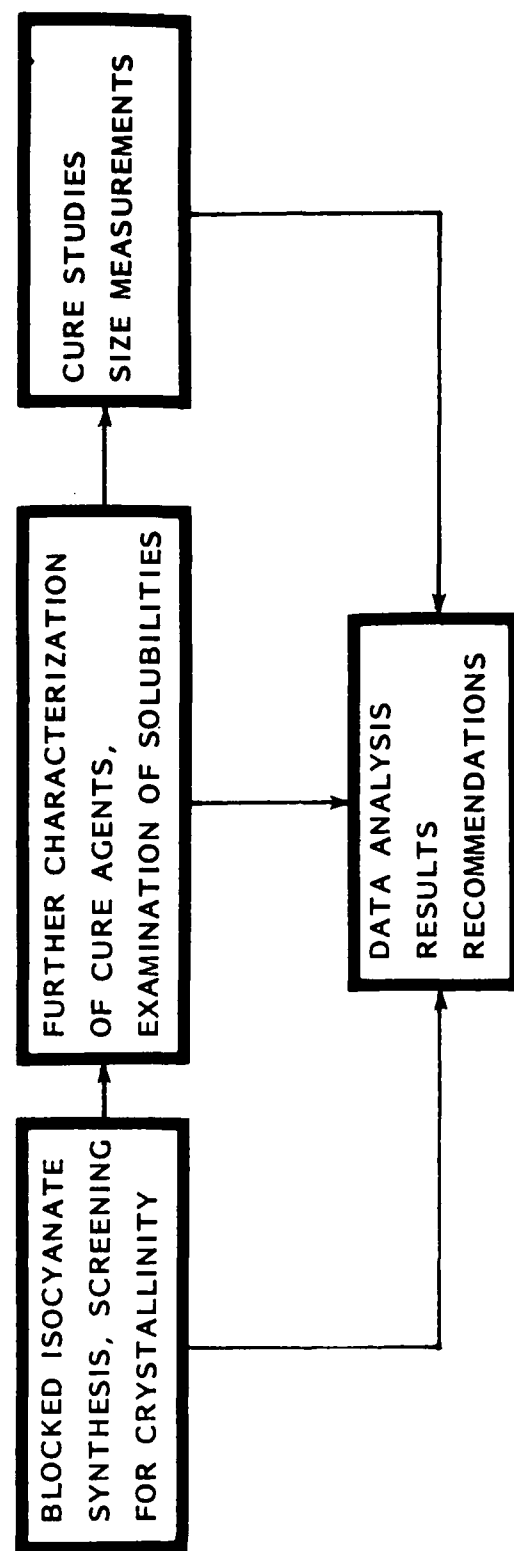 BLOCKED ISOCYANATE
SYNTHESIS, SCREENING
FOR CRYSTALLINITY
FURTHER CHARACTERIZATION
OF CURE AGENTS,
EXAMINATION OF SOLUBILITIES
CURE STUDIES
SIZE MEASUREMENTS
DATA ANALYSIS
RESULTS
RECOMMENDATIONS